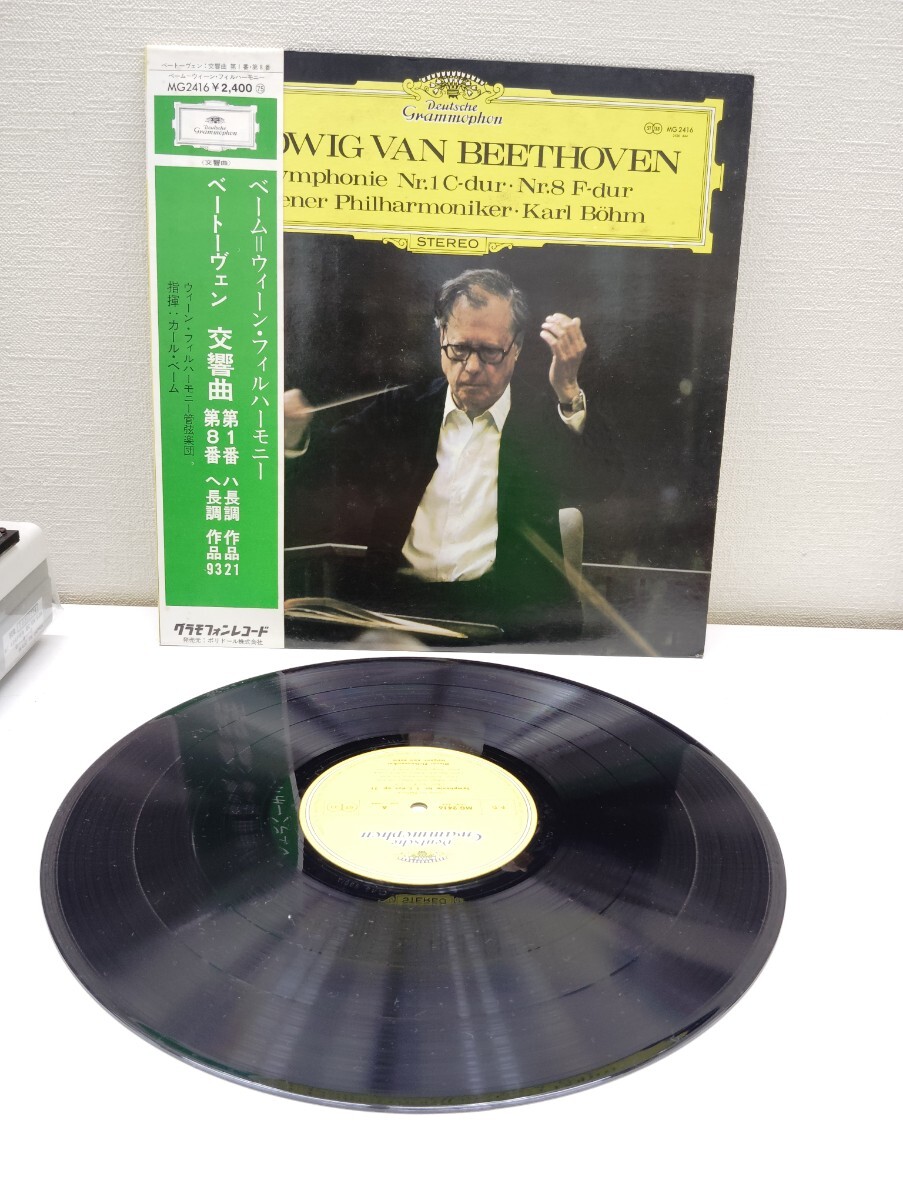 ベートーヴェン:交響曲 第1番・第8番
ベーム・ウィーン・フィルハーモニー
MG2416 ¥2,400 75
Deutsche
Grammophon
〈交響曲〉
ベーム=ウィーン・フィルハーモニー
ベートーヴェン 交響曲
第1番 ハ長調 作品21
第8番 ヘ長調 作品93
ウィーン・フィルハーモニー管弦楽団
指揮:カール・ベーム
グラモフォンレコード
発売元:ポリドール株式会社
Deutsche
Grammophon
MG 2416
DWIG VAN BEETHOVEN
ymphonie Nr.1 C-dur · Nr.8 F-dur
ener Philharmoniker · Karl Böhm
STEREO
Deutsche
Grammophon
MG 2416
A
STEREO